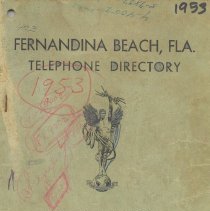 1953
FERNANDINA BEACH, FLA.
TELEPHONE DIRECTORY
1953